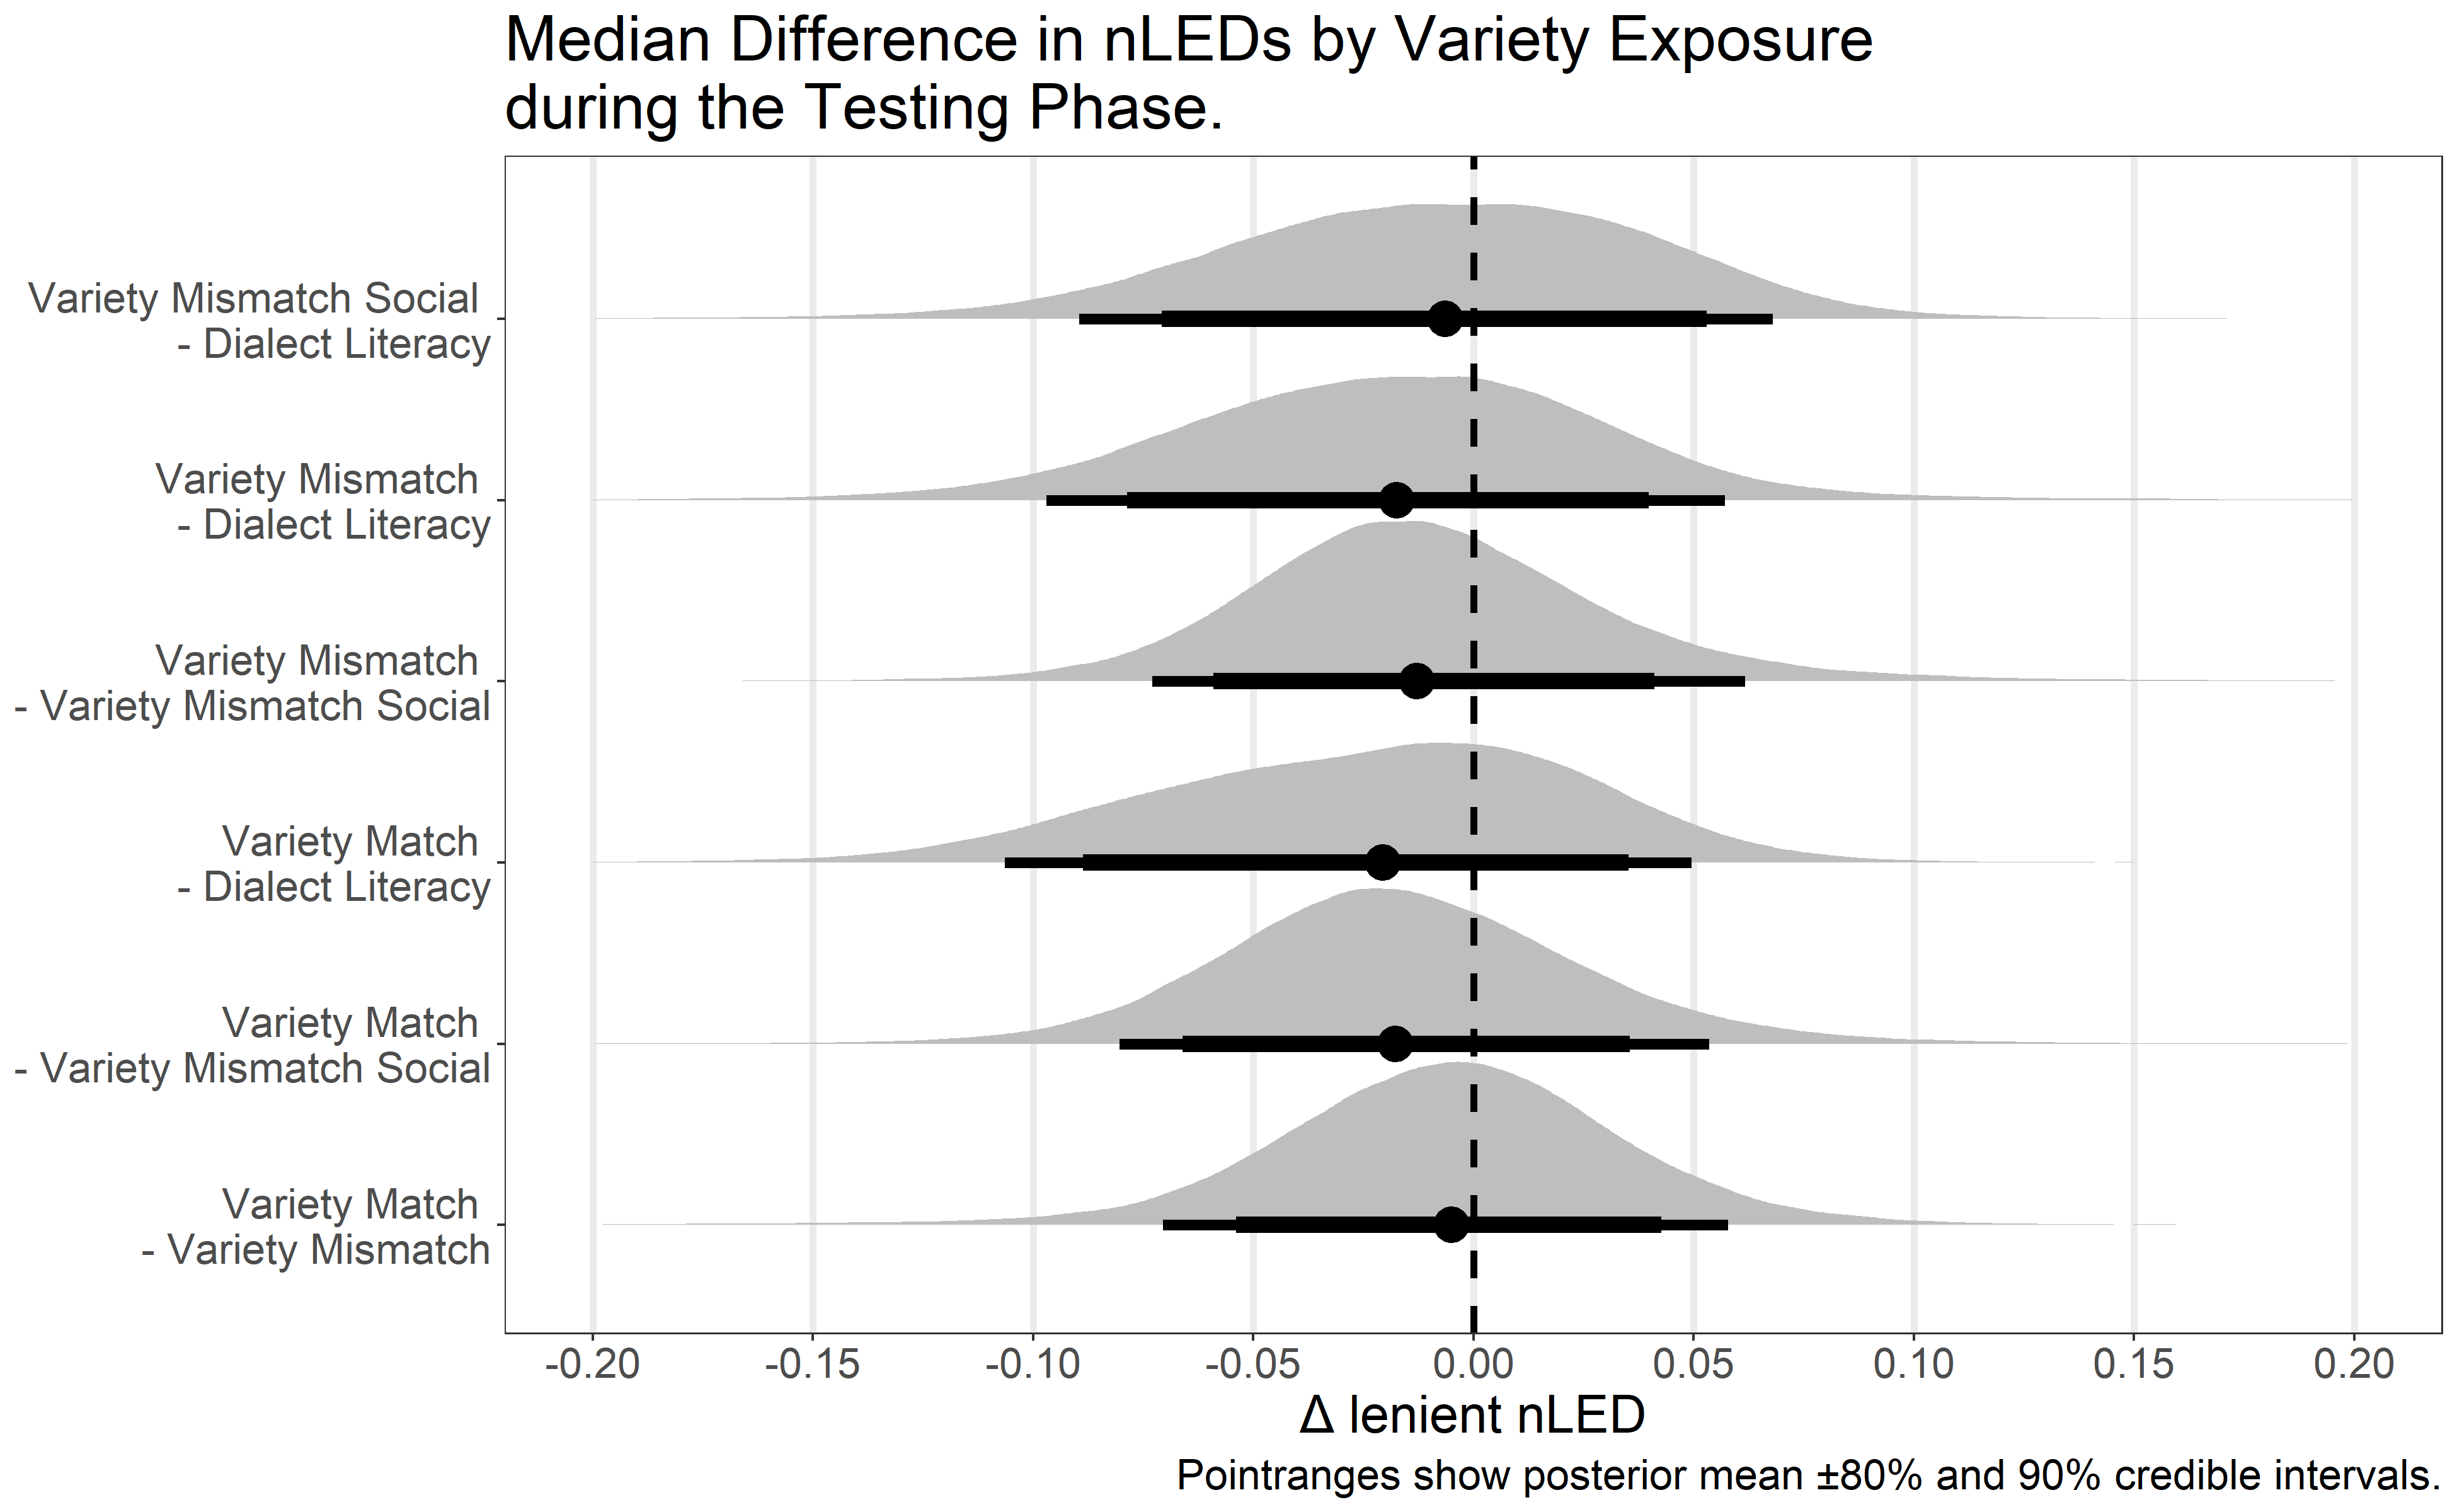 Median Difference in nLEDs by Variety Exposure
during the Testing Phase.
Variety Mismatch Social
- Dialect Literacy
Variety Mismatch
- Dialect Literacy
Variety Mismatch
- Variety Mismatch Social
Variety Match
- Dialect Literacy
Variety Match
- Variety Mismatch Social
Variety Match
- Variety Mismatch
-0.20 -0.15 -0.10 -0.05 0.00 0.05 0.10 0.15 0.20
Δ lenient nLED
Pointranges show posterior mean ±80% and 90% credible intervals.